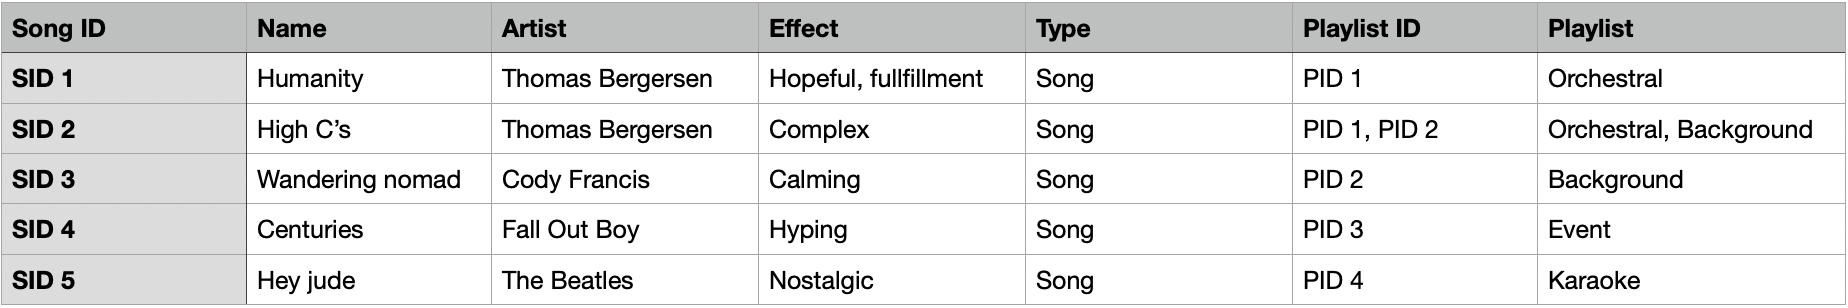 Song ID Name Artist Effect Type Playlist ID Playlist
SID 1 Humanity Thomas Bergersen Hopeful, fullfillment Song PID 1 Orchestral
SID 2 High C’s Thomas Bergersen Complex Song PID 1, PID 2 Orchestral, Background
SID 3 Wandering nomad Cody Francis Calming Song PID 2 Background
SID 4 Centuries Fall Out Boy Hyping Song PID 3 Event
SID 5 Hey jude The Beatles Nostalgic Song PID 4 Karaoke